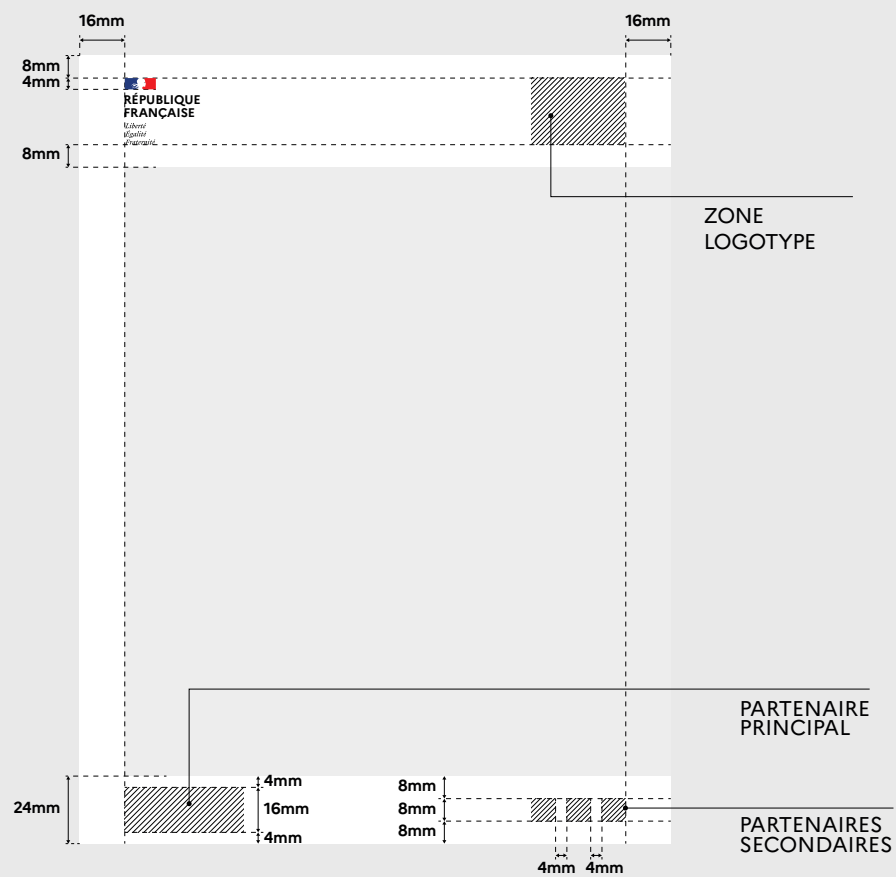 16mm
16mm
8mm
4mm
RÉPUBLIQUE
FRANÇAISE
Liberté
Égalité
Fraternité
8mm
ZONE
LOGOTYPE
PARTENAIRE
PRINCIPAL
4mm
8mm
24mm
16mm
8mm
4mm
8mm
PARTENAIRES
SECONDAIRES
4mm
4mm